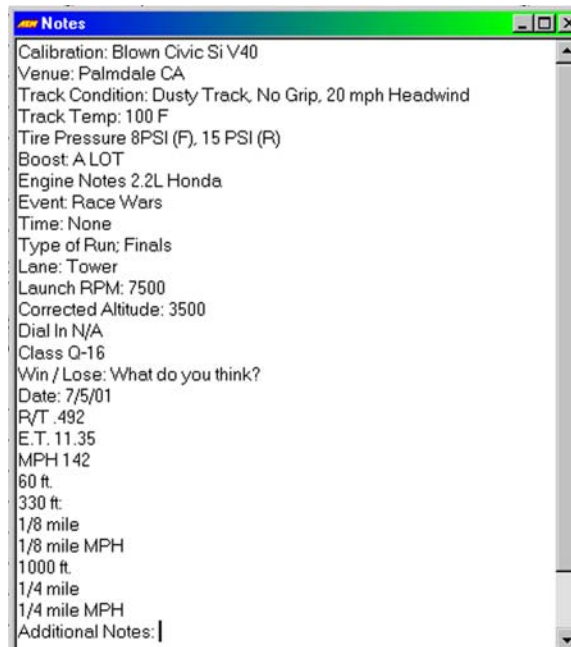 AEM Notes
Calibration: Blown Civic Si V40
Venue: Palmdale CA
Track Condition: Dusty Track, No Grip, 20 mph Headwind
Track Temp: 100 F
Tire Pressure 8PSI (F), 15 PSI (R)
Boost: A LOT
Engine Notes 2.2L Honda
Event: Race Wars
Time: None
Type of Run; Finals
Lane: Tower
Launch RPM: 7500
Corrected Altitude: 3500
Dial In N/A
Class Q-16
Win / Lose: What do you think?
Date: 7/5/01
R/T .492
E.T. 11.35
MPH 142
60 ft.
330 ft:
1/8 mile
1/8 mile MPH
1000 ft.
1/4 mile
1/4 mile MPH
Additional Notes: